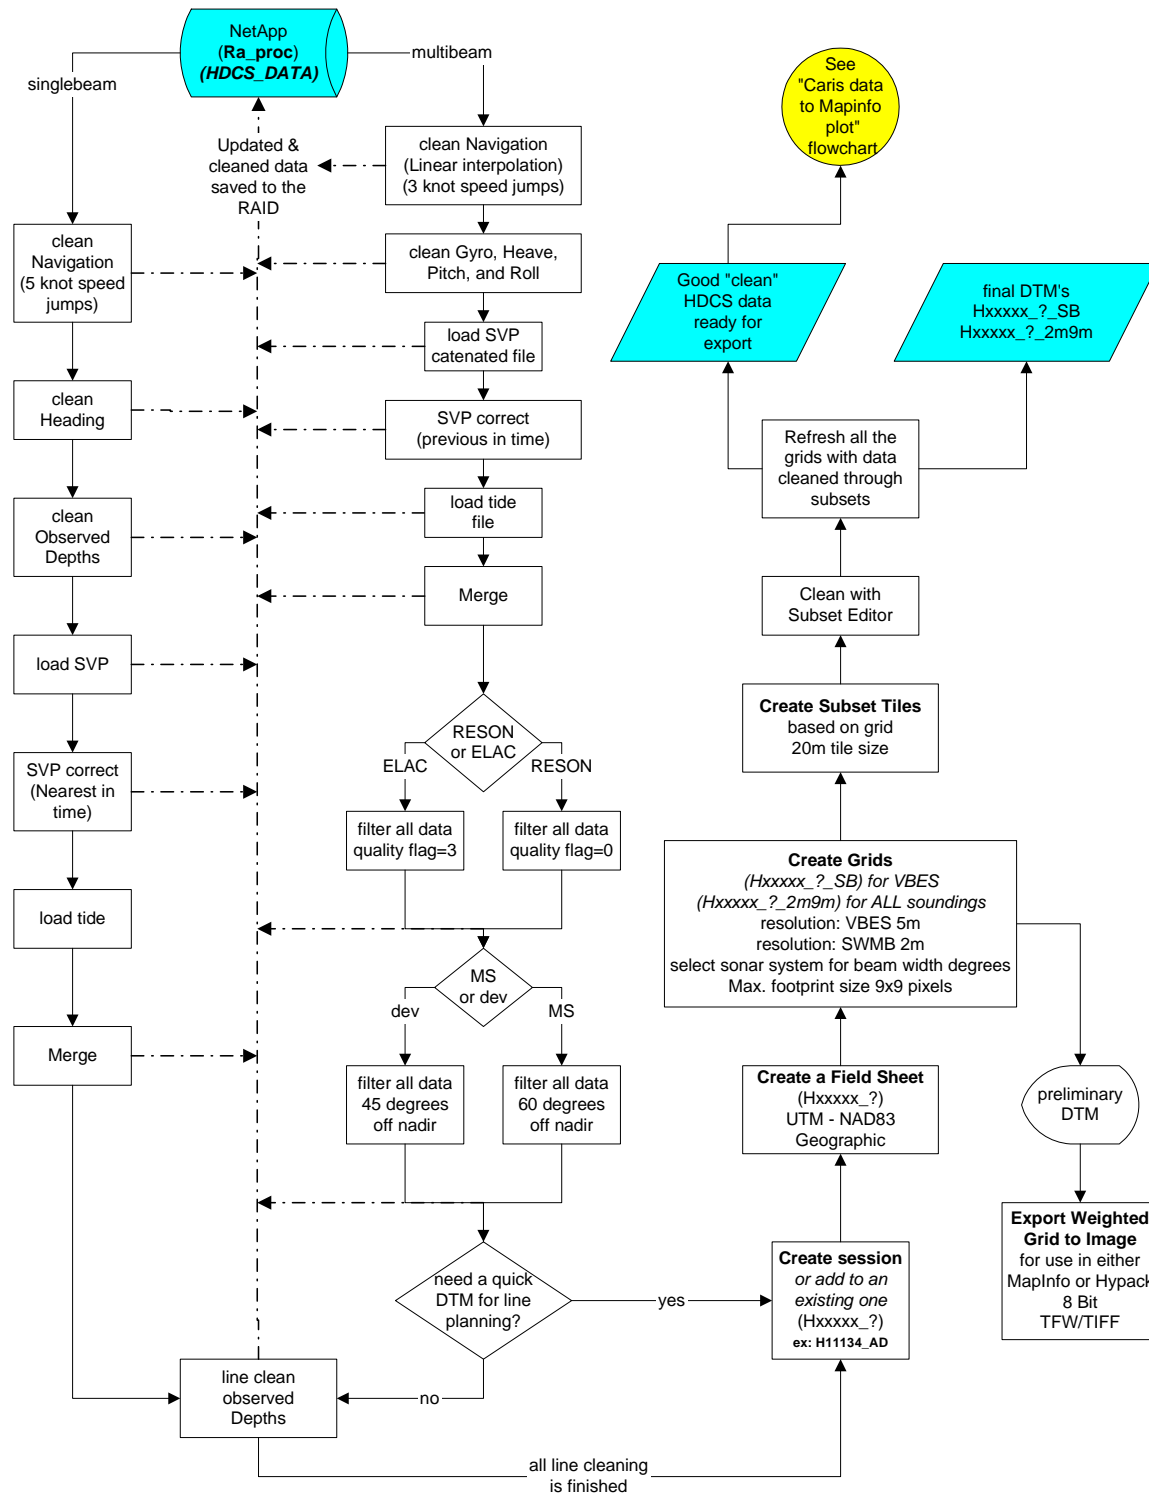 NetApp
(Ra_proc)
(HDCS_DATA)
singlebeam
multibeam
Updated &
cleaned data
saved to the
RAID
clean
Navigation
(5 knot speed
jumps)
clean
Heading
clean
Observed
Depths
load SVP
SVP correct
(Nearest in
time)
load tide
Merge
clean Navigation
(Linear interpolation)
(3 knot speed jumps)
clean Gyro, Heave,
Pitch, and Roll
load SVP
catenated file
SVP correct
(previous in time)
load tide
file
Merge
RESON
or ELAC
ELAC
RESON
filter all data
quality flag=3
filter all data
quality flag=0
MS
or dev
dev
MS
filter all data
45 degrees
off nadir
filter all data
60 degrees
off nadir
need a quick
DTM for line
planning?
yes
no
line clean
observed
Depths
all line cleaning
is finished
Create session
or add to an
existing one
(Hxxxxx_?)
ex: H11134_AD
Create a Field Sheet
(Hxxxxx_?)
UTM - NAD83
Geographic
Create Grids
(Hxxxxx_?_SB) for VBES
(Hxxxxx_?_2m9m) for ALL soundings
resolution: VBES 5m
resolution: SWMB 2m
select sonar system for beam width degrees
Max. footprint size 9x9 pixels
preliminary
DTM
Export Weighted
Grid to Image
for use in either
MapInfo or Hypack
8 Bit
TFW/TIFF
Create Subset Tiles
based on grid
20m tile size
Clean with
Subset Editor
Refresh all the
grids with data
cleaned through
subsets
Good "clean"
HDCS data
ready for
export
final DTM's
Hxxxxx_?_SB
Hxxxxx_?_2m9m
See
"Caris data
to Mapinfo
plot"
flowchart